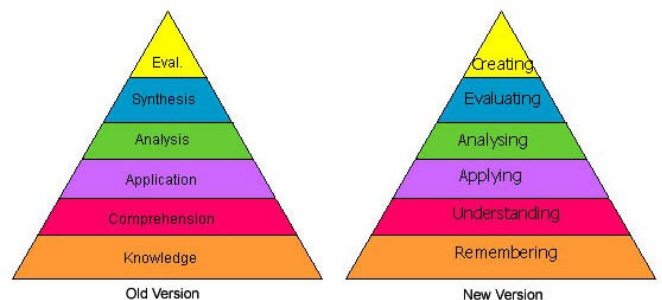 Eval.
Synthesis
Analysis
Application
Comprehension
Knowledge
Old Version
Creating
Evaluating
Analysing
Applying
Understanding
Remembering
New Version